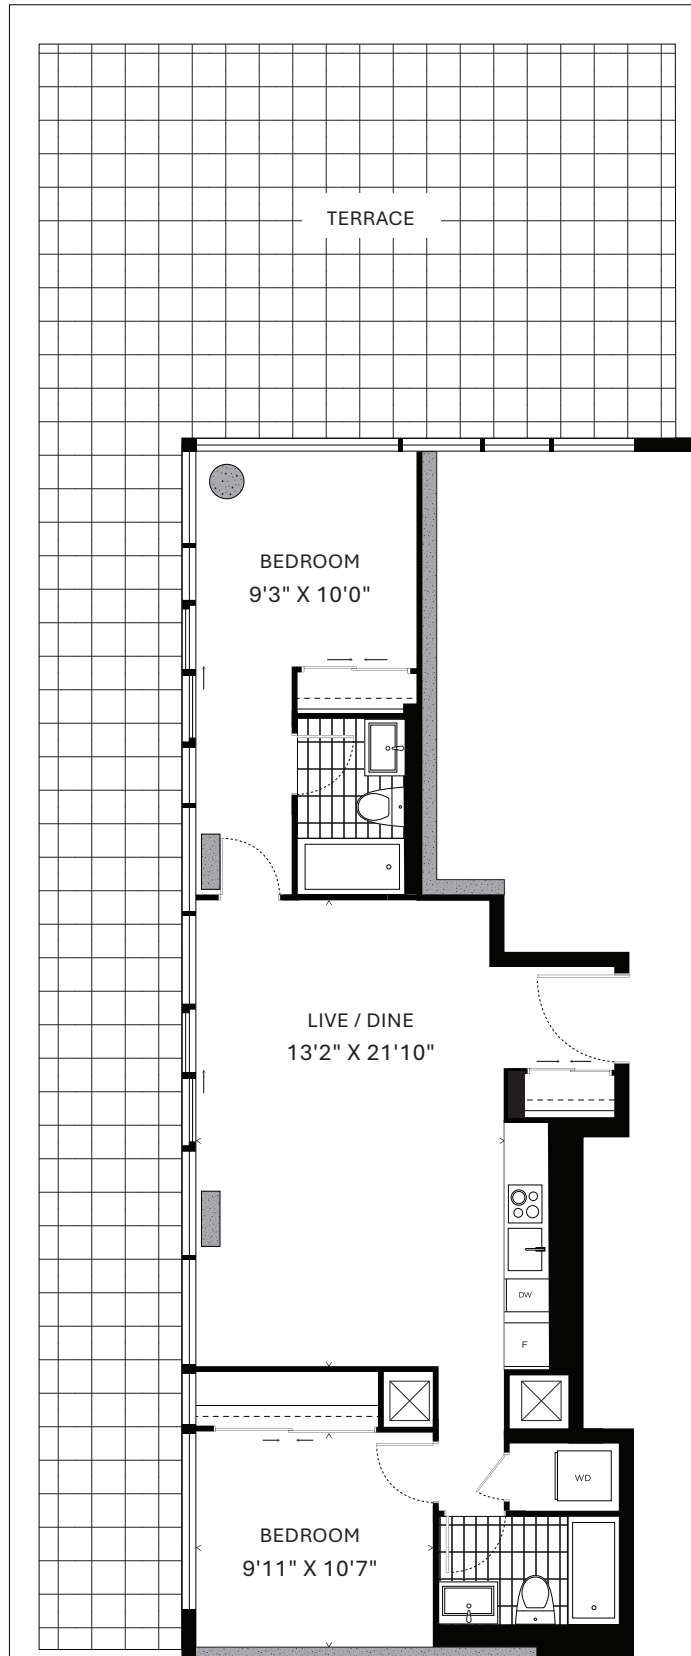 TERRACE
BEDROOM
9'3" X 10'0"
LIVE / DINE
13'2" X 21'10"
DW
F
WD
BEDROOM
9'11" X 10'7"